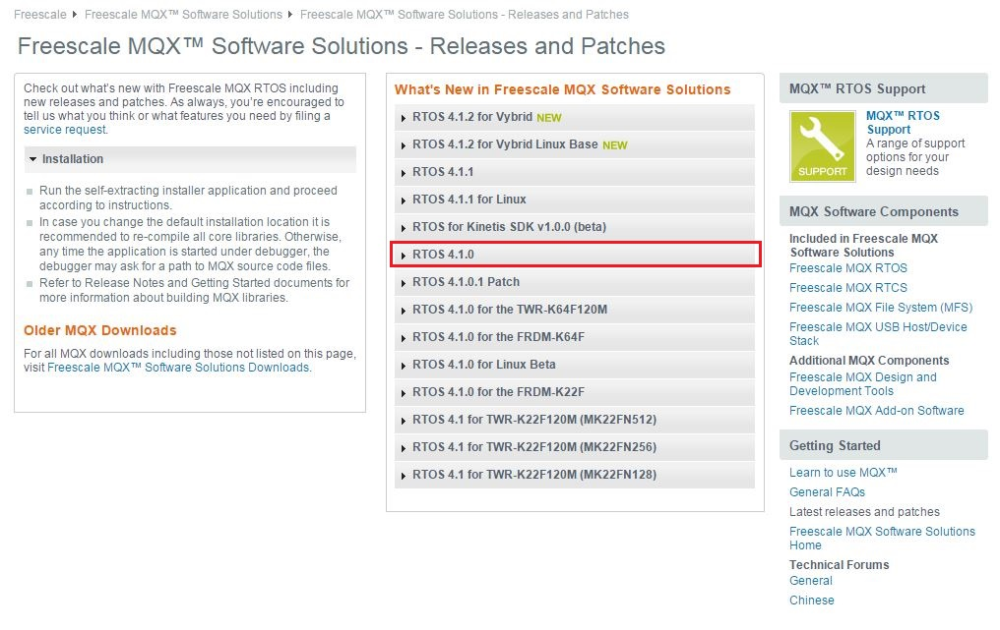 Freescale ▸ Freescale MQX™ Software Solutions ▸ Freescale MQX™ Software Solutions - Releases and Patches
Freescale MQX™ Software Solutions - Releases and Patches
Check out what's new with Freescale MQX RTOS including
new releases and patches. As always, you're encouraged to
tell us what you think or what features you need by filing a
service request.
Installation
Run the self-extracting installer application and proceed
according to instructions.
In case you change the default installation location it is
recommended to re-compile all core libraries. Otherwise,
any time the application is started under debugger, the
debugger may ask for a path to MQX source code files.
Refer to Release Notes and Getting Started documents for
more information about building MQX libraries.
Older MQX Downloads
For all MQX downloads including those not listed on this page,
visit Freescale MQX™ Software Solutions Downloads.
What's New in Freescale MQX Software Solutions
RTOS 4.1.2 for Vybrid NEW
RTOS 4.1.2 for Vybrid Linux Base NEW
RTOS 4.1.1
RTOS 4.1.1 for Linux
RTOS for Kinetis SDK v1.0.0 (beta)
RTOS 4.1.0
RTOS 4.1.0.1 Patch
RTOS 4.1.0 for the TWR-K64F120M
RTOS 4.1.0 for the FRDM-K64F
RTOS 4.1.0 for Linux Beta
RTOS 4.1.0 for the FRDM-K22F
RTOS 4.1 for TWR-K22F120M (MK22FN512)
RTOS 4.1 for TWR-K22F120M (MK22FN256)
RTOS 4.1 for TWR-K22F120M (MK22FN128)
MQX™ RTOS Support
SUPPORT
MQX™ RTOS
Support
A range of support
options for your
design needs
MQX Software Components
Included in Freescale MQX
Software Solutions
Freescale MQX RTOS
Freescale MQX RTCS
Freescale MQX File System (MFS)
Freescale MQX USB Host/Device
Stack
Additional MQX Components
Freescale MQX Design and
Development Tools
Freescale MQX Add-on Software
Getting Started
Learn to use MQX™
General FAQs
Latest releases and patches
Freescale MQX Software Solutions
Home
Technical Forums
General
Chinese